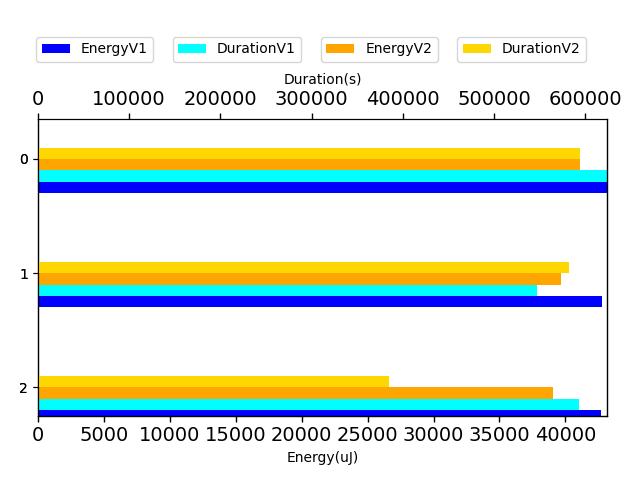 EnergyV1 DurationV1 EnergyV2 DurationV2
Duration(s)
0 100000 200000 300000 400000 500000 600000
0
1
2
0 5000 10000 15000 20000 25000 30000 35000 40000
Energy(uJ)